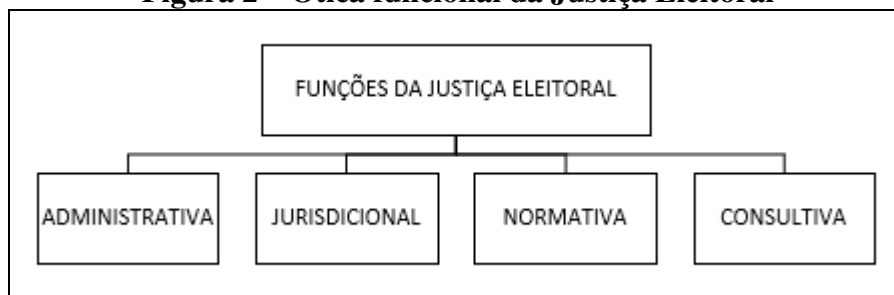 Figura 2 – Ótica funcional da Justiça Eleitoral
FUNÇÕES DA JUSTIÇA ELEITORAL
ADMINISTRATIVA
JURISDICIONAL
NORMATIVA
CONSULTIVA